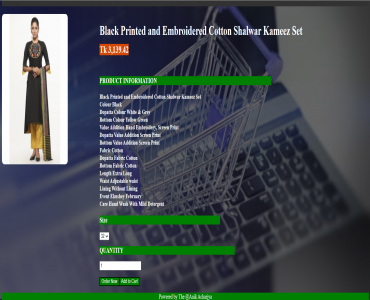 Black Printed and Embroidered Cotton Shalwar Kameez Set
Tk 3,139.42
PRODUCT INFORMATION
Black Printed and Embroidered Cotton Shalwar Kameez Set
Colour Black
Dupatta Colour White & Grey
Bottom Colour Yellow Green
Value Addition Hand Embroidery, Screen Print
Dupatta Value Addition Screen Print
Bottom Value Addition Screen Print
Fabric Cotton
Dupatta Fabric Cotton
Bottom Fabric Cotton
Length Extra Long
Waist Adjustable waist
Lining Without Lining
Event Ekushey February
Care Hand Wash With Mild Detergent
Size
QUANTITY
Order Now Add to Cart
Powered by The @Asik